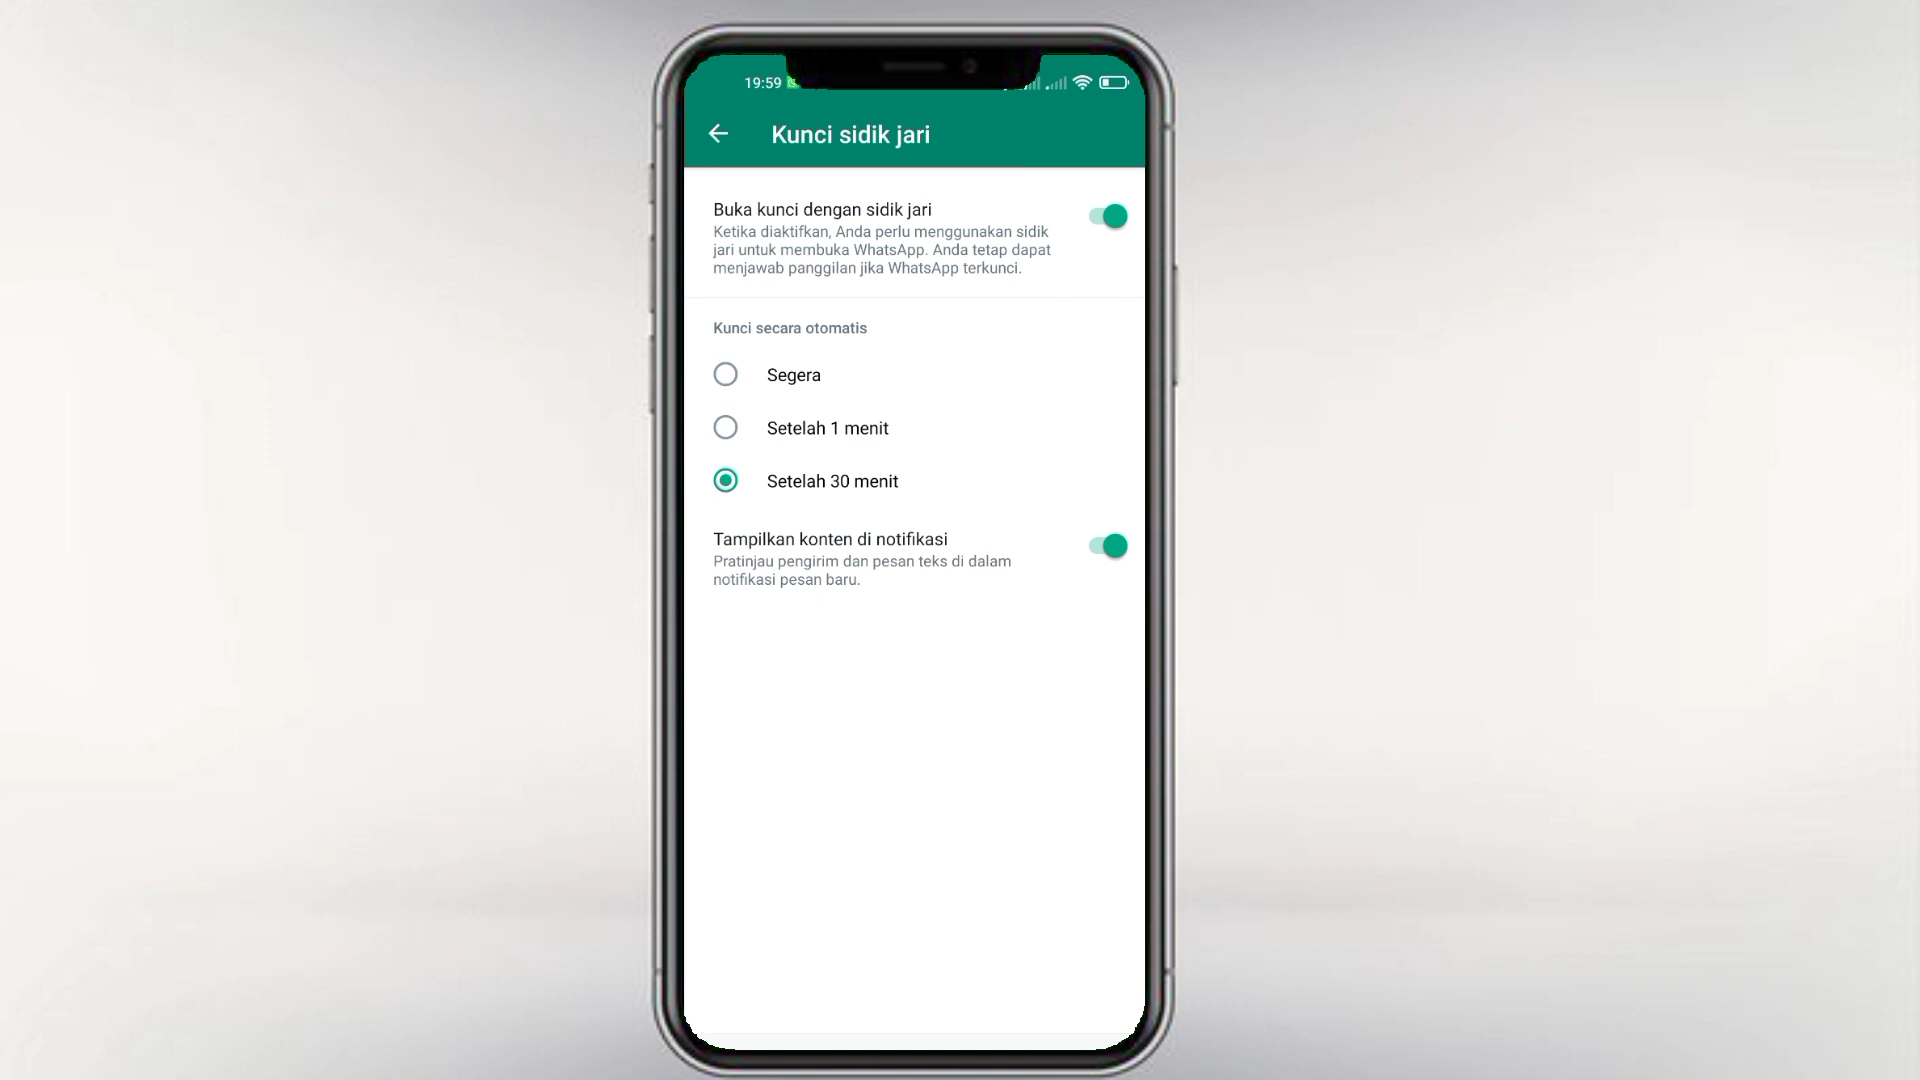 19:59
Kunci sidik jari
Buka kunci dengan sidik jari
Ketika diaktifkan, Anda perlu menggunakan sidik
jari untuk membuka WhatsApp. Anda tetap dapat
menjawab panggilan jika WhatsApp terkunci.
Kunci secara otomatis
Segera
Setelah 1 menit
Setelah 30 menit
Tampilkan konten di notifikasi
Pratinjau pengirim dan pesan teks di dalam
notifikasi pesan baru.